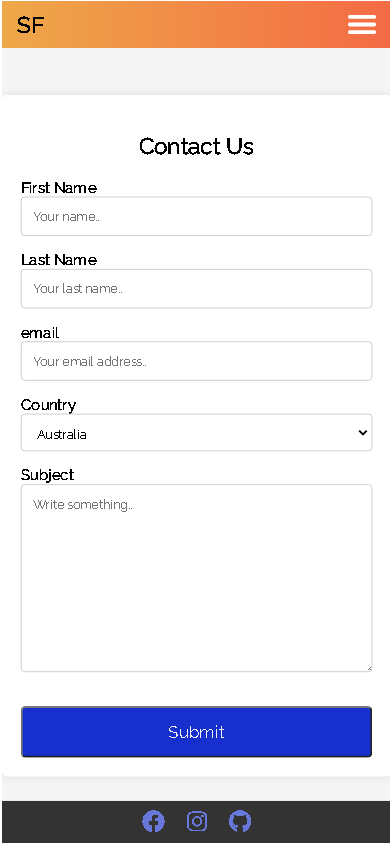 SF
Contact Us
First Name
Your name..
Last Name
Your last name..
email
Your email address..
Country
Australia
Subject
Write something..
Submit